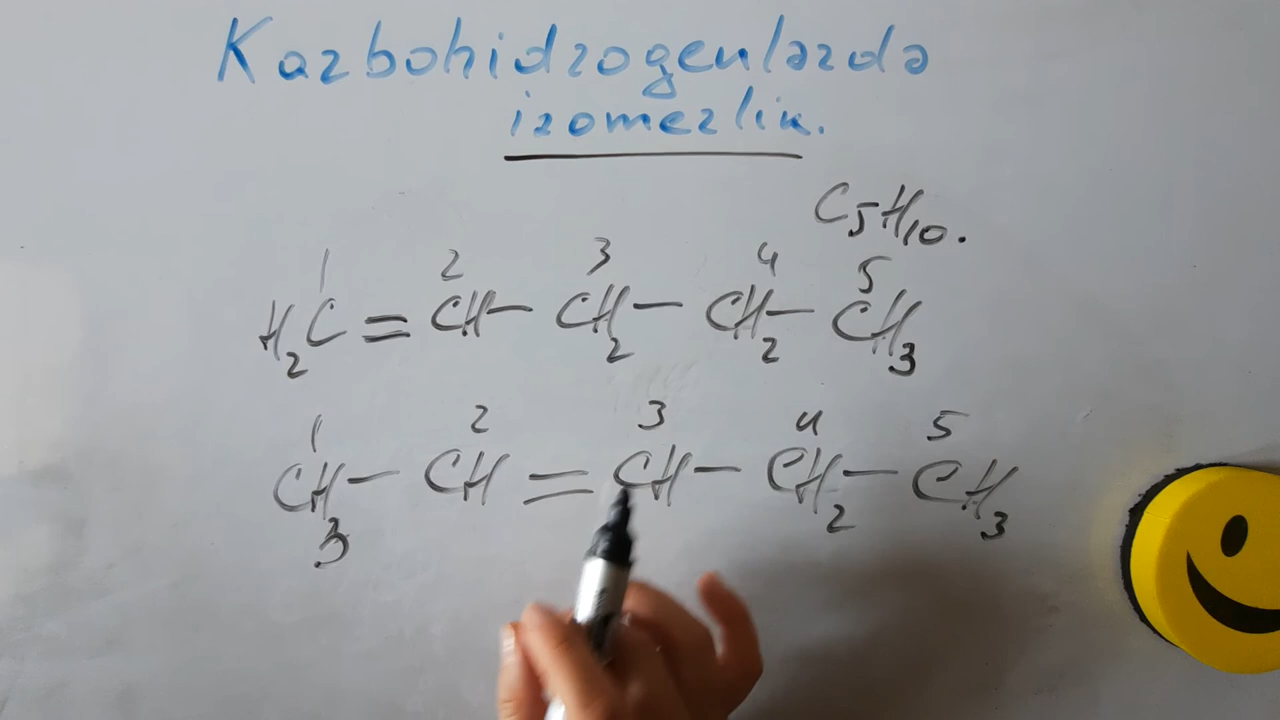 Karbohidrogenlərdə
izomerlik.
C5H10.
1 2 3 4 5
H2C = CH - CH2 - CH2 - CH3
1 2 3 4 5
CH3 - CH = CH - CH2 - CH3